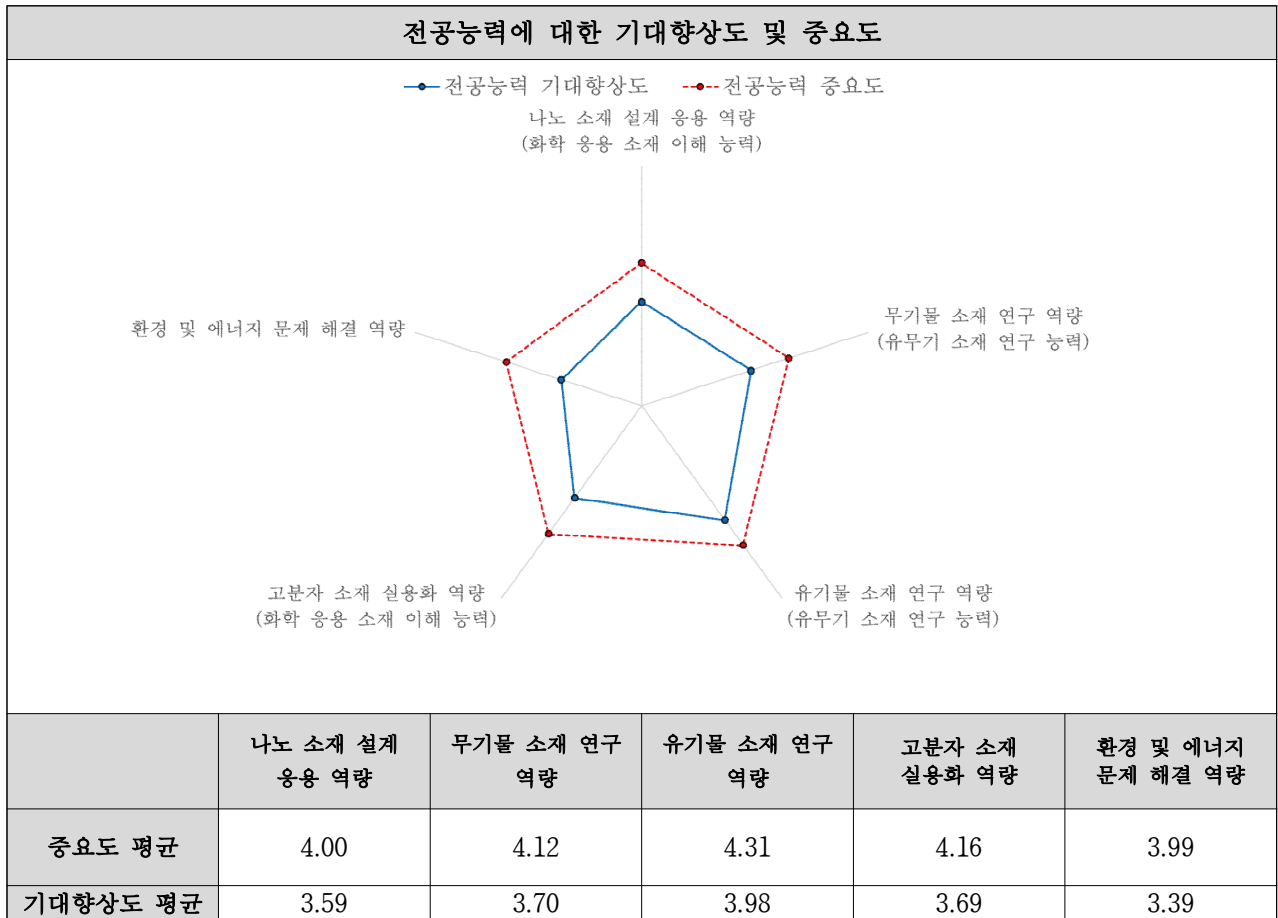 전공능력에 대한 기대향상도 및 중요도
전공능력 기대향상도 전공능력 중요도
나노 소재 설계 응용 역량
(화학 응용 소재 이해 능력)
무기물 소재 연구 역량
(유무기 소재 연구 능력)
환경 및 에너지 문제 해결 역량
고분자 소재 실용화 역량
(화학 응용 소재 이해 능력)
유기물 소재 연구 역량
(유무기 소재 연구 능력)
나노 소재 설계
응용 역량
무기물 소재 연구
역량
유기물 소재 연구
역량
고분자 소재
실용화 역량
환경 및 에너지
문제 해결 역량
중요도 평균 4.00 4.12 4.31 4.16 3.99
기대향상도 평균 3.59 3.70 3.98 3.69 3.39